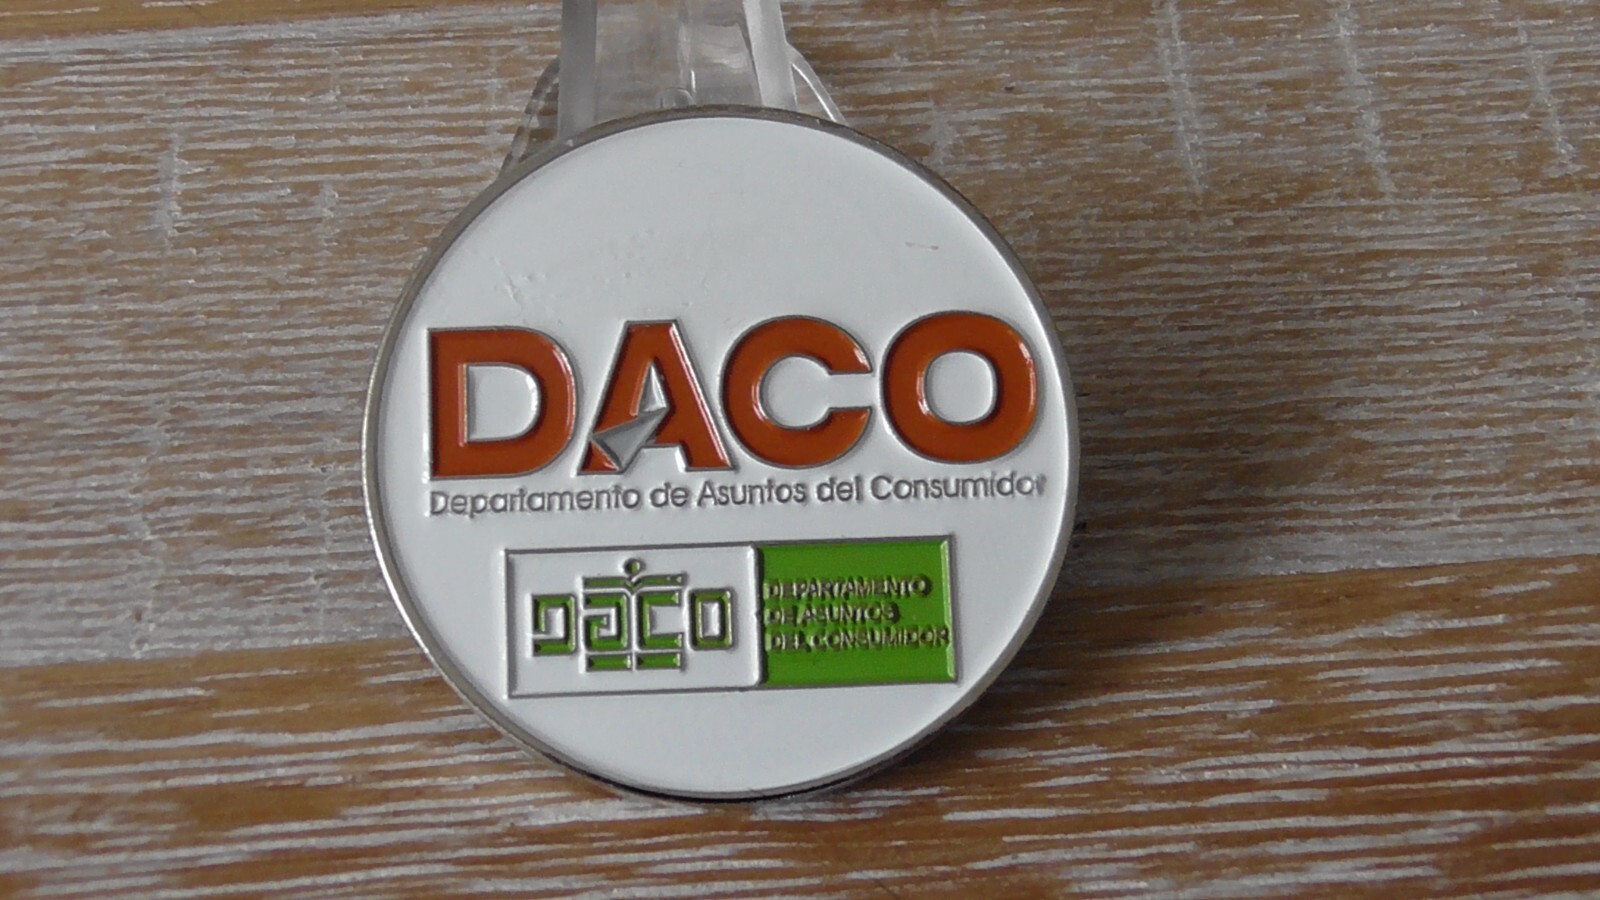 DACO
Departamento de Asuntos del Consumidor
DACO
DEPARTAMENTO
DE ASUNTOS
DEL CONSUMIDOR